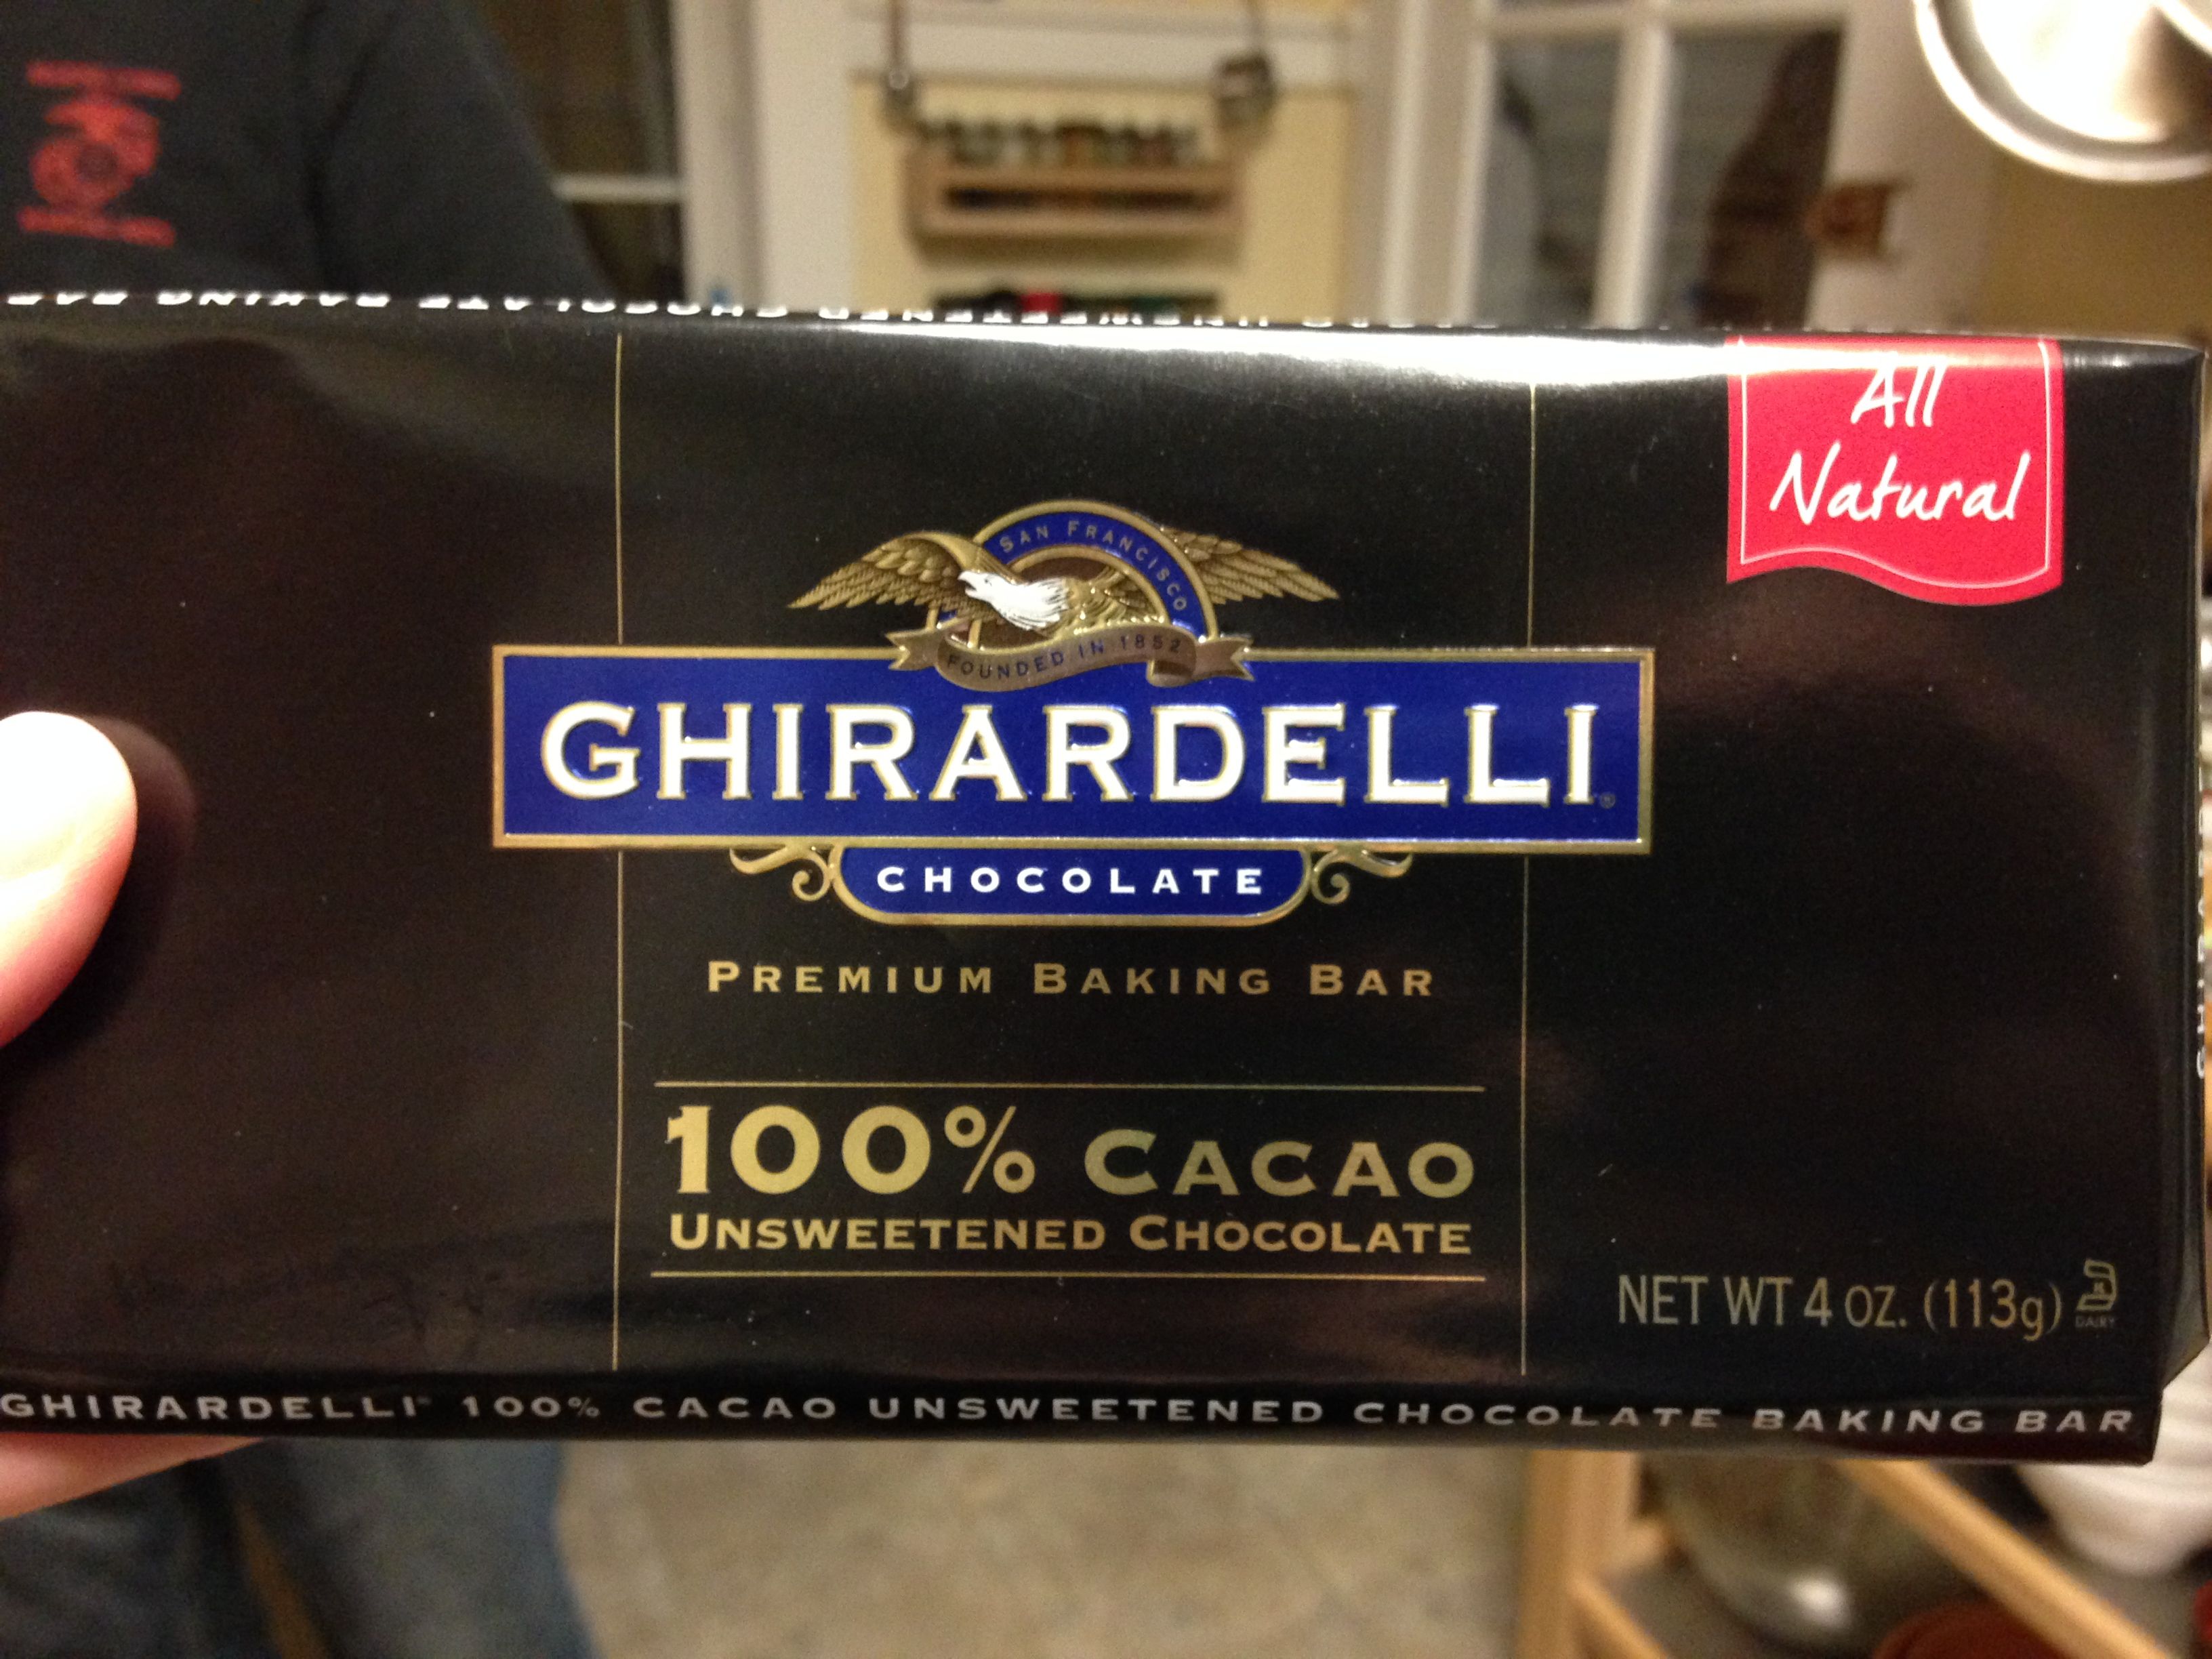 All
Natural
SAN FRANCISCO
FOUNDED IN 1852
GHIRARDELLI®
CHOCOLATE
PREMIUM BAKING BAR
100% CACAO
UNSWEETENED CHOCOLATE
NET WT 4 OZ. (113g)
DAIRY
GHIRARDELLI® 100% CACAO UNSWEETENED CHOCOLATE BAKING BAR